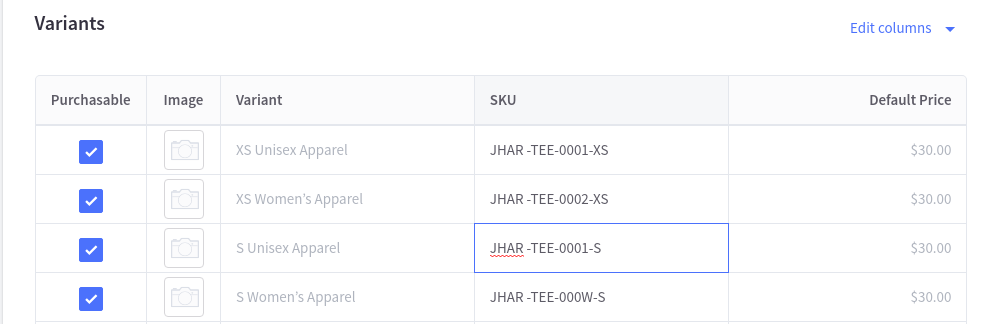 Variants
Edit columns
Purchasable Image Variant SKU Default Price
XS Unisex Apparel JHAR -TEE-0001-XS $30.00
XS Women’s Apparel JHAR -TEE-0002-XS $30.00
S Unisex Apparel JHAR -TEE-0001-S $30.00
S Women’s Apparel JHAR -TEE-000W-S $30.00